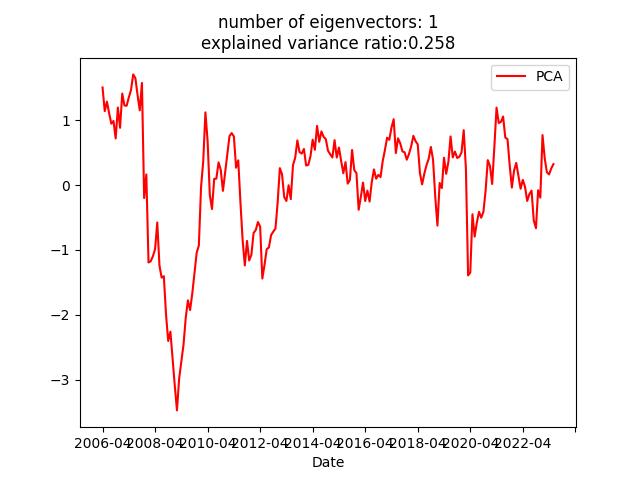 number of eigenvectors: 1
explained variance ratio:0.258
PCA
1
0
−1
−2
−3
2006-04 2008-04 2010-04 2012-04 2014-04 2016-04 2018-04 2020-04 2022-04
Date